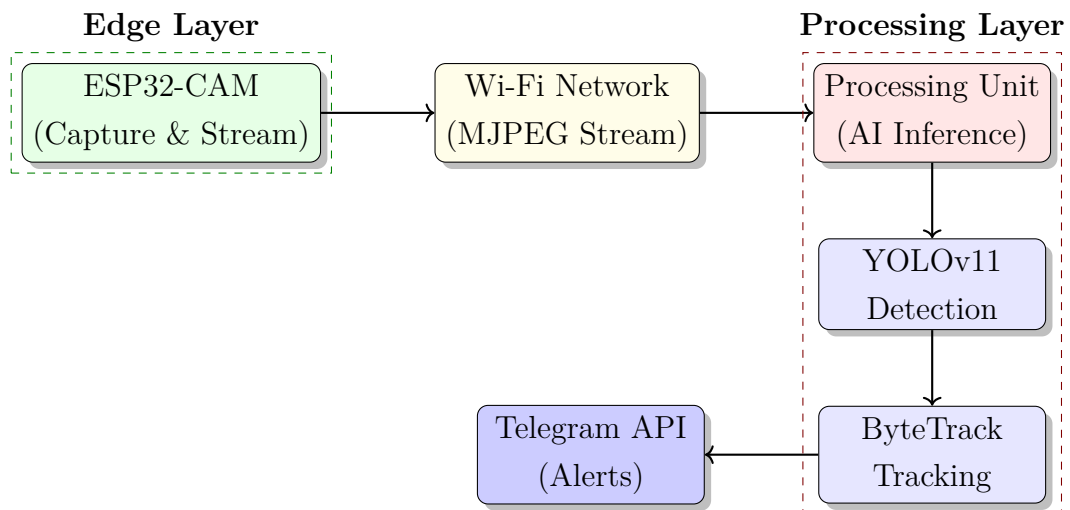 Edge Layer
Processing Layer
ESP32-CAM
(Capture & Stream)
Wi-Fi Network
(MJPEG Stream)
Processing Unit
(AI Inference)
YOLOv11
Detection
Telegram API
(Alerts)
ByteTrack
Tracking